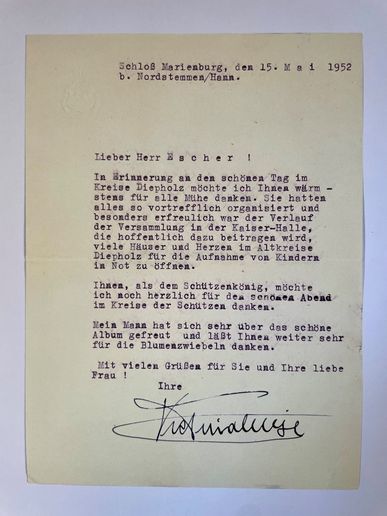 Schloß Marienburg, den 15. M a i 1952
b. Nordstemmen/Hann.
Lieber Herr E s c h e r !
In Erinnerung an den schönen Tag im
Kreise Diepholz möchte ich Ihnen wärm -
stens für alle Mühe danken. Sie hatten
alles so vortrefflich organisiert und
besonders erfreulich war der Verlauf
der Versammlung in der Kaiser-Halle,
die hoffentlich dazu beitragen wird,
viele Häuser und Herzen im Altkreise
Diepholz für die Aufnahme von Kindern
in Not zu öffnen.
Ihnen, als dem Schützenkönig, möchte
ich noch herzlich für den schönen Abend
im Kreise der Schützen danken.
Mein Mann hat sich sehr über das schöne
Album gefreut und läßt Ihnen weiter sehr
für die Blumenzwiebeln danken.
Mit vielen Grüßen für Sie und Ihre liebe
Frau !
Ihre